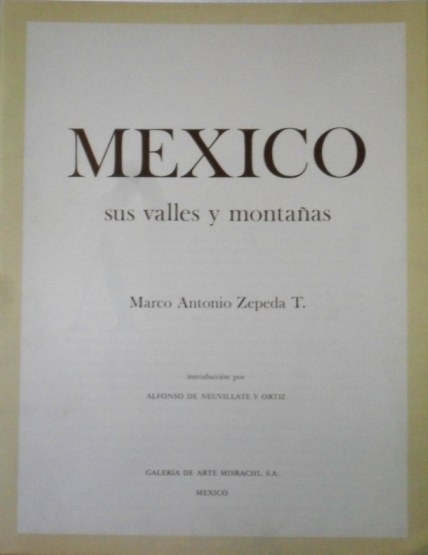 MEXICO
sus valles y montañas
Marco Antonio Zepeda T.
introducción por
ALFONSO DE NEUVILLATE Y ORTIZ
GALERIA DE ARTE MISRACHI, S.A.
MEXICO